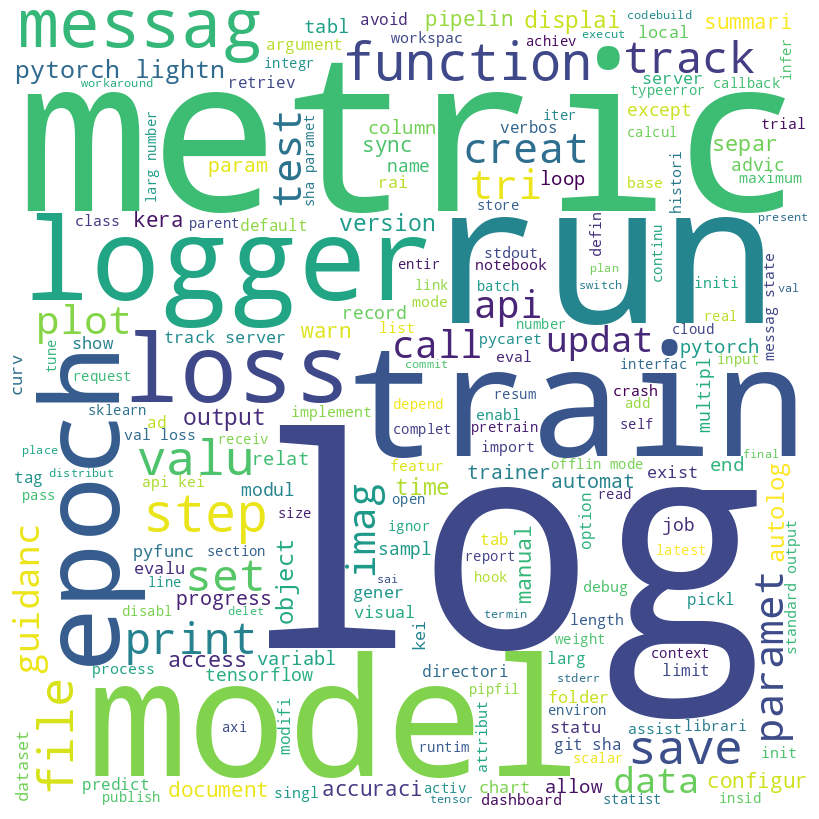 messag
tabl
avoid
pipelin
displai
codebuild
summari
argument
workspac
achiev
execut
local
infer
pytorch lightn
integr
function
track
server
workaround
retriev
typeerror
callback
metric
larg number
test
sha paramet
column
verbos
iter
except
calcul
trial
sync
creat
separ
param
name
advic
rai
tri
loop
base
maximum
histori
class
kera
parent
default
version
store
present
logger
run
stdout
defin
continu
entir
notebook
plan
messag state
link
batch
switch
initi
val
mode
plot
record
api
number
real
track server
warn
list
call
pycaret
updat
cloud
pytorch
curv
show
tune
loss
train
commit
eval
interfac
input
request
epoch
resum
crash
multipl
sklearn
output
implement
depend
enabl
add
ad
complet
pretrain
self
place
val loss
receiv
import
final
distribut
valu
relat
featur
offlin mode
end
tag
api kei
trainer
exist
pass
modul
imag
time
automat
autolog
step
size
open
option
read
standard output
log
ignor
tab
job
guidanc
pyfunc
section
sampl
report
manual
latest
evalu
set
object
sai
hook
debug
line
gener
pickl
progress
visual
weight
disabl
delet
termin
length
paramet
print
kei
context
access
variabl
directori
larg
limit
process
tensorflow
stderr
file
model
pipfil
folder
environ
attribut
statu
assist
librari
axi
modifi
runtim
git sha
dataset
save
scalar
init
predict
document
accuraci
activ
chart
allow
data
configur
publish
singl
tensor
dashboard
statist
insid